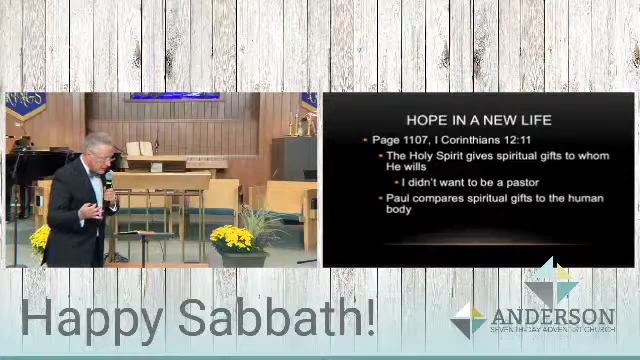 HOPE IN A NEW LIFE
Page 1107, I Corinthians 12:11
The Holy Spirit gives spiritual gifts to whom
He wills
I didn't want to be a pastor
Paul compares spiritual gifts to the human
body
Happy Sabbath!
ANDERSON
SEVENTH-DAY ADVENTIST CHURCH